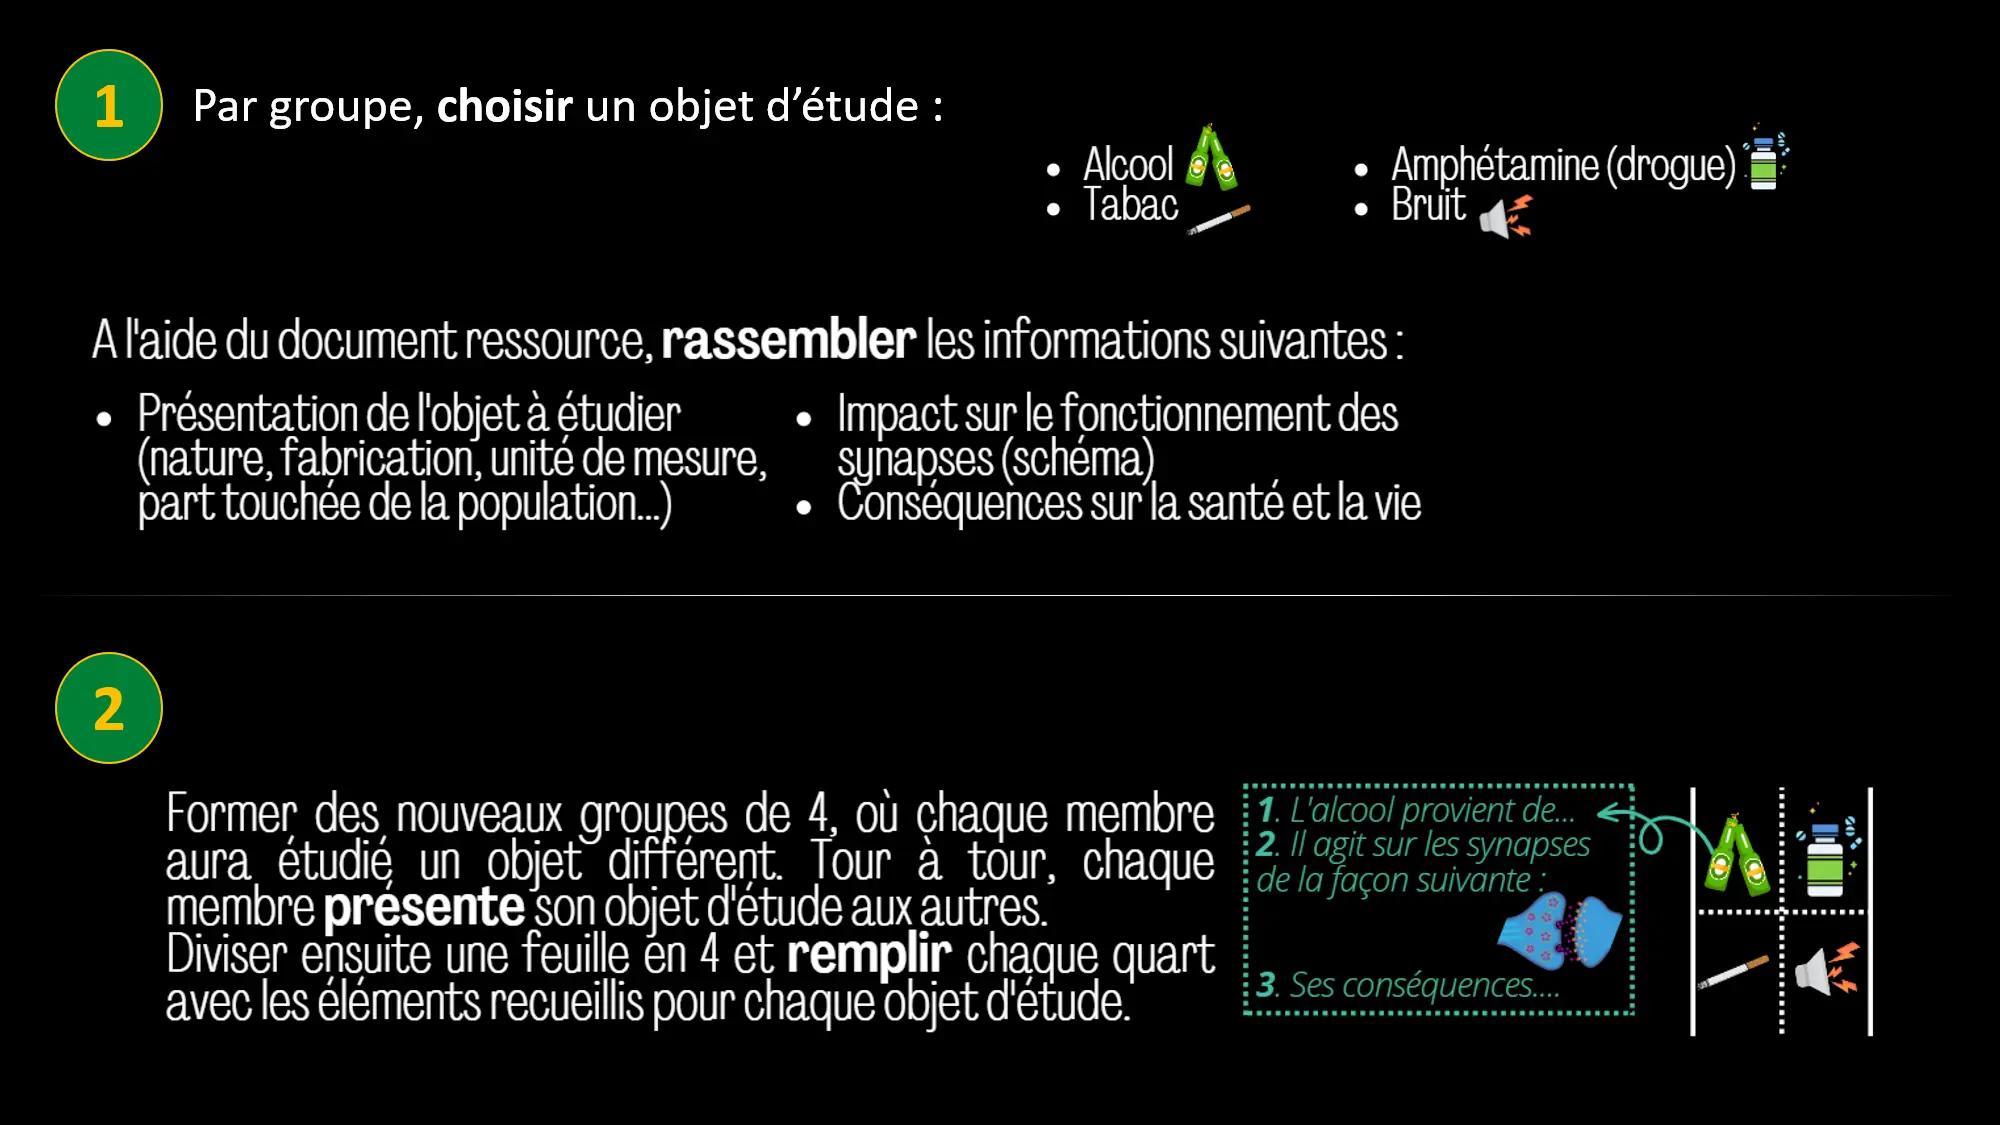 1
Par groupe, choisir un objet d’étude :
• Alcool
• Tabac
• Amphétamine (drogue)
• Bruit
A l'aide du document ressource, rassembler les informations suivantes :
• Présentation de l'objet à étudier
(nature, fabrication, unité de mesure,
part touchée de la population...)
• Impact sur le fonctionnement des
synapses (schéma)
• Conséquences sur la santé et la vie
2
Former des nouveaux groupes de 4, où chaque membre
aura étudié un objet différent. Tour à tour, chaque
membre présente son objet d'étude aux autres.
Diviser ensuite une feuille en 4 et remplir chaque quart
avec les éléments recueillis pour chaque objet d'étude.
1. L'alcool provient de...
2. Il agit sur les synapses
de la façon suivante :
3. Ses conséquences....